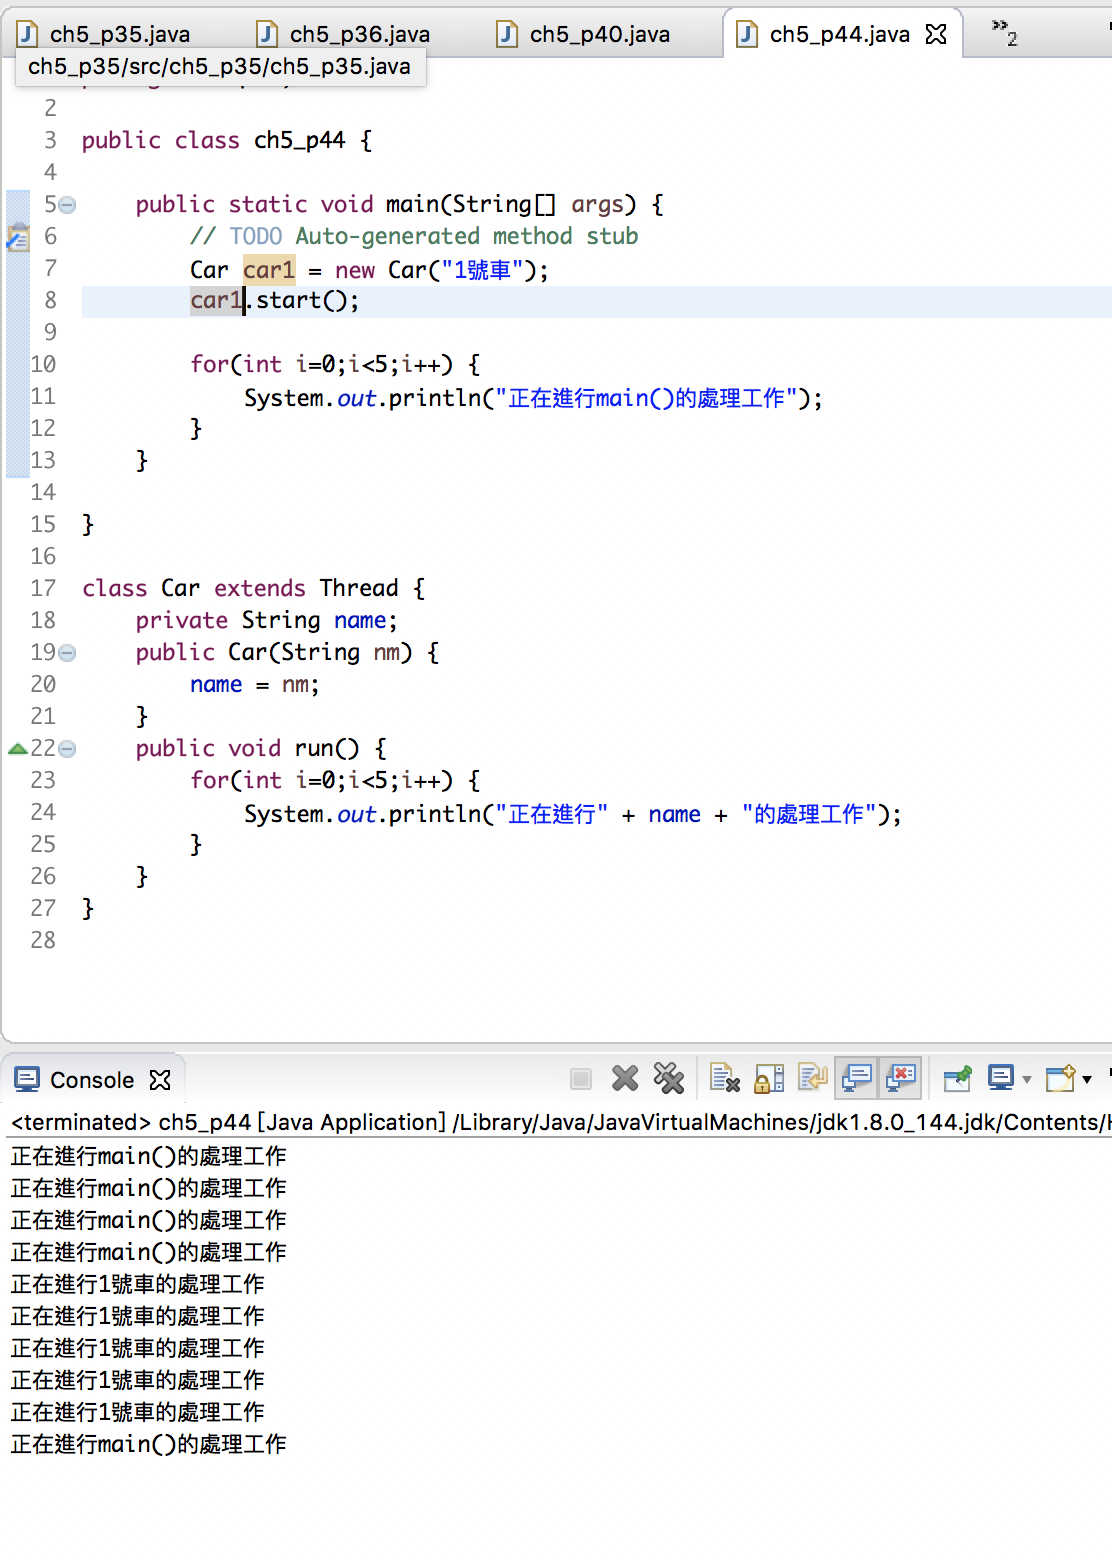 ch5_p35.java ch5_p36.java ch5_p40.java ch5_p44.java »2
ch5_p35/src/ch5_p35/ch5_p35.java
2
3 public class ch5_p44 {
4
5 public static void main(String[] args) {
6 // TODO Auto-generated method stub
7 Car car1 = new Car("1號車");
8 car1.start();
9
10 for(int i=0;i<5;i++) {
11 System.out.println("正在進行main()的處理工作");
12 }
13 }
14
15 }
16
17 class Car extends Thread {
18 private String name;
19 public Car(String nm) {
20 name = nm;
21 }
22 public void run() {
23 for(int i=0;i<5;i++) {
24 System.out.println("正在進行" + name + "的處理工作");
25 }
26 }
27 }
28
Console
<terminated> ch5_p44 [Java Application] /Library/Java/JavaVirtualMachines/jdk1.8.0_144.jdk/Contents/
正在進行main()的處理工作
正在進行main()的處理工作
正在進行main()的處理工作
正在進行main()的處理工作
正在進行1號車的處理工作
正在進行1號車的處理工作
正在進行1號車的處理工作
正在進行1號車的處理工作
正在進行1號車的處理工作
正在進行main()的處理工作